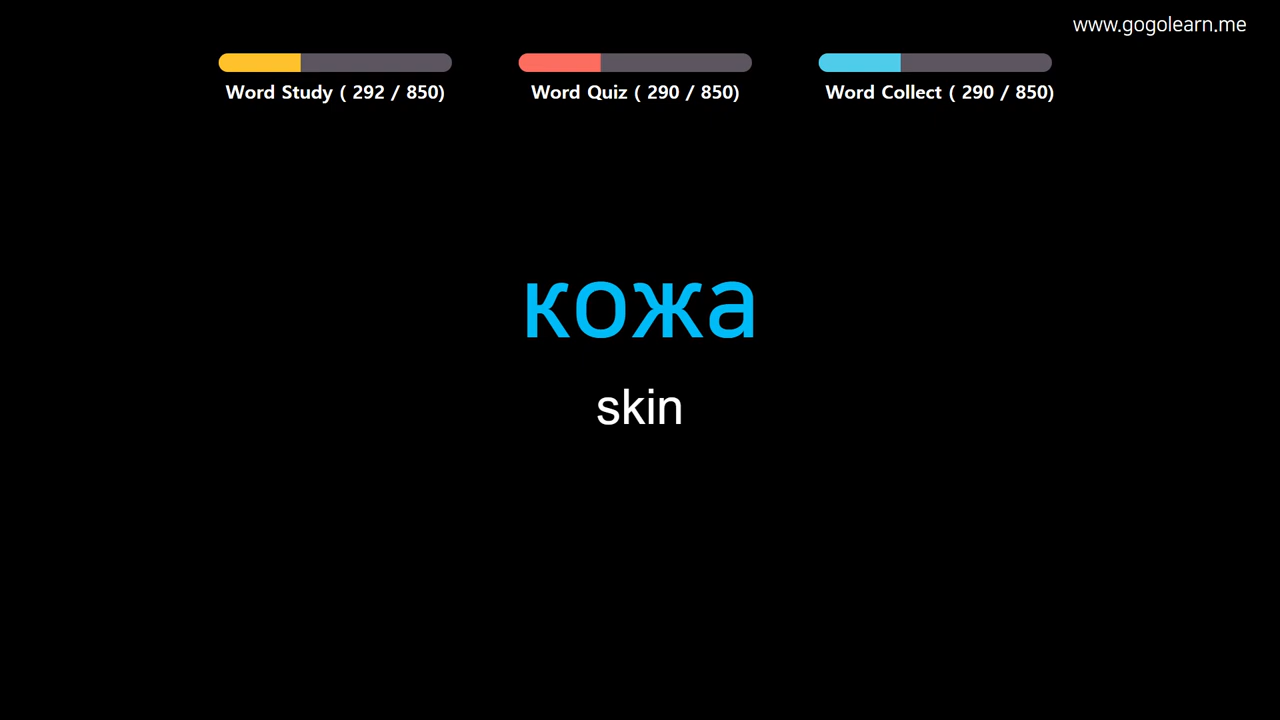 www.gogolearn.me
Word Study ( 292 / 850)
Word Quiz ( 290 / 850)
Word Collect ( 290 / 850)
кожа
skin